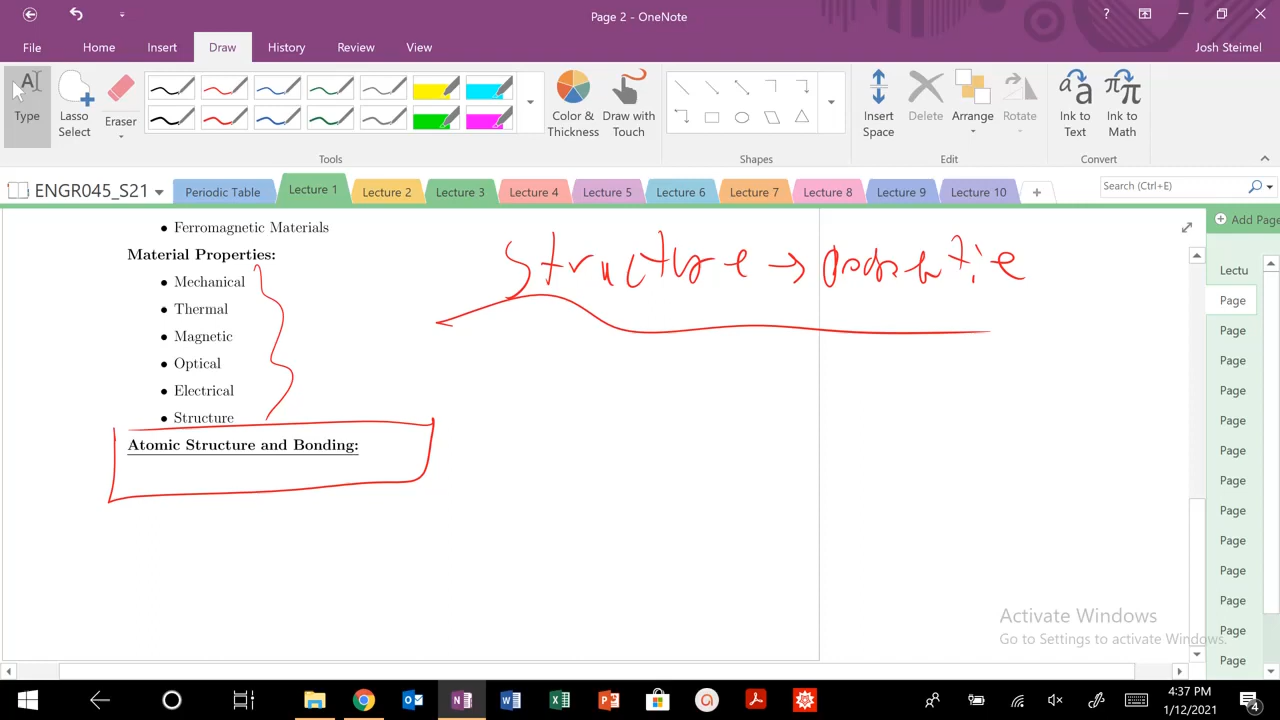 Page 2 - OneNote
File Home Insert Draw History Review View Josh Steimel
Type Lasso Select Eraser Color & Thickness Draw with Touch Insert Space Delete Arrange Rotate Ink to Text Ink to Math
Tools Shapes Edit Convert
ENGR045_S21 Periodic Table Lecture 1 Lecture 2 Lecture 3 Lecture 4 Lecture 5 Lecture 6 Lecture 7 Lecture 8 Lecture 9 Lecture 10 Search (Ctrl+E)
Add Page
• Ferromagnetic Materials
Material Properties:
• Mechanical
• Thermal
• Magnetic
• Optical
• Electrical
• Structure
Atomic Structure and Bonding:
Structure →
Lectu
Page
Page
Page
Page
Page
Page
Page
Page
Page
Page
Page
Page
Page
Activate Windows
Go to Settings to activate Windows.
4:37 PM
1/12/2021
4